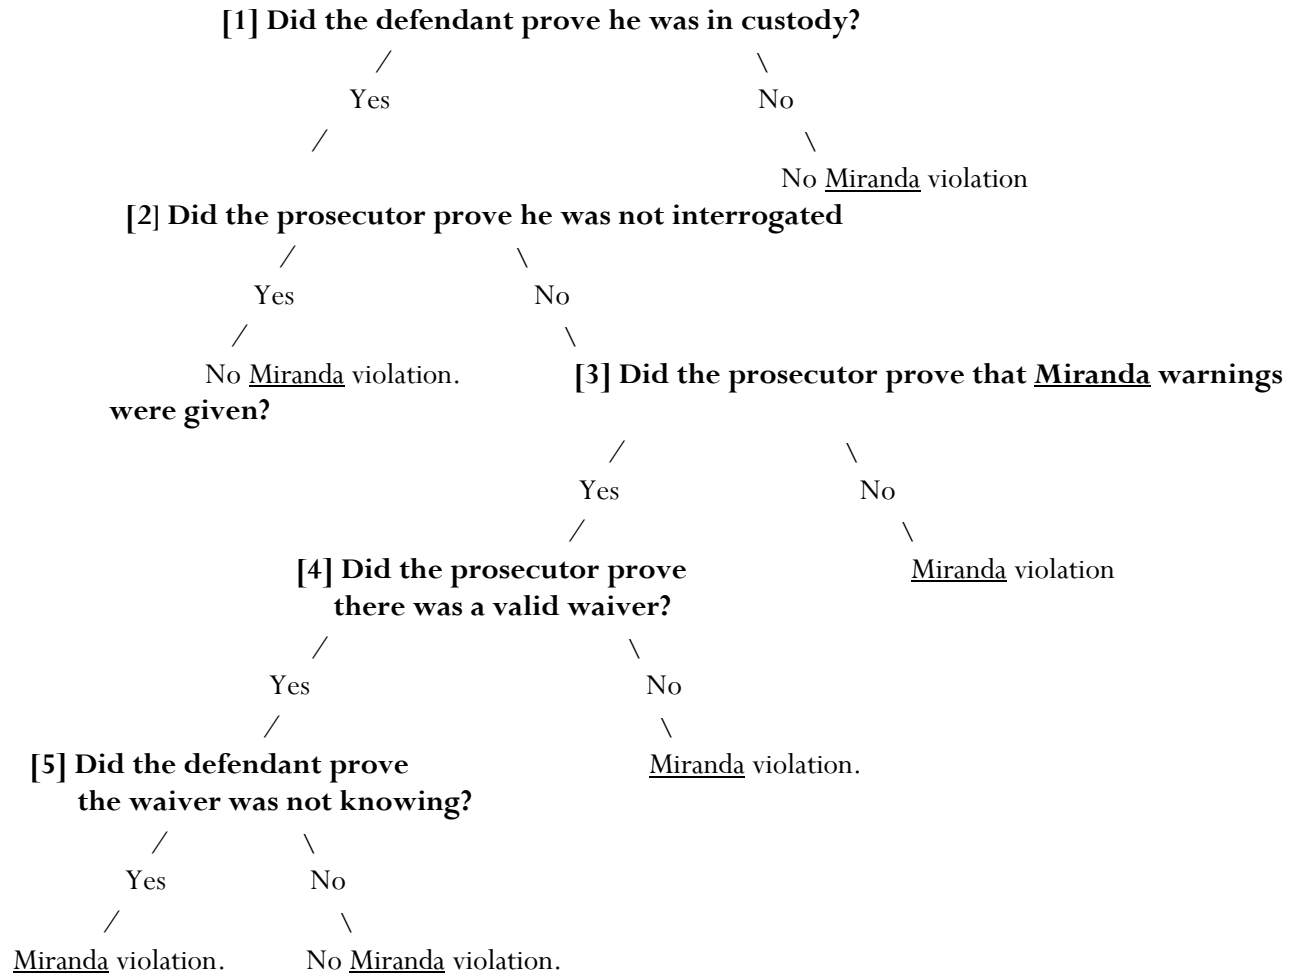 [1] Did the defendant prove he was in custody?
/ \
Yes No
/ \
No Miranda violation
[2] Did the prosecutor prove he was not interrogated
/ \
Yes No
/ \
No Miranda violation. [3] Did the prosecutor prove that Miranda warnings
were given?
/ \
Yes No
/ \
[4] Did the prosecutor prove Miranda violation
there was a valid waiver?
/ \
Yes No
/ \
[5] Did the defendant prove Miranda violation.
the waiver was not knowing?
/ \
Yes No
/ \
Miranda violation. No Miranda violation.